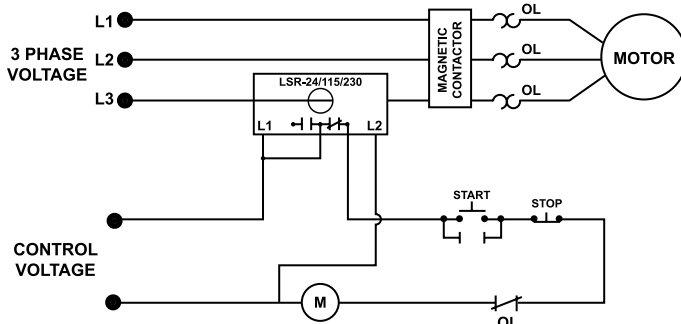 L1
OL
3 PHASE
VOLTAGE
L2
OL
MAGNETIC
CONTACTOR
MOTOR
LSR-24/115/230
L3
OL
L1
L2
START
STOP
CONTROL
VOLTAGE
M
OL